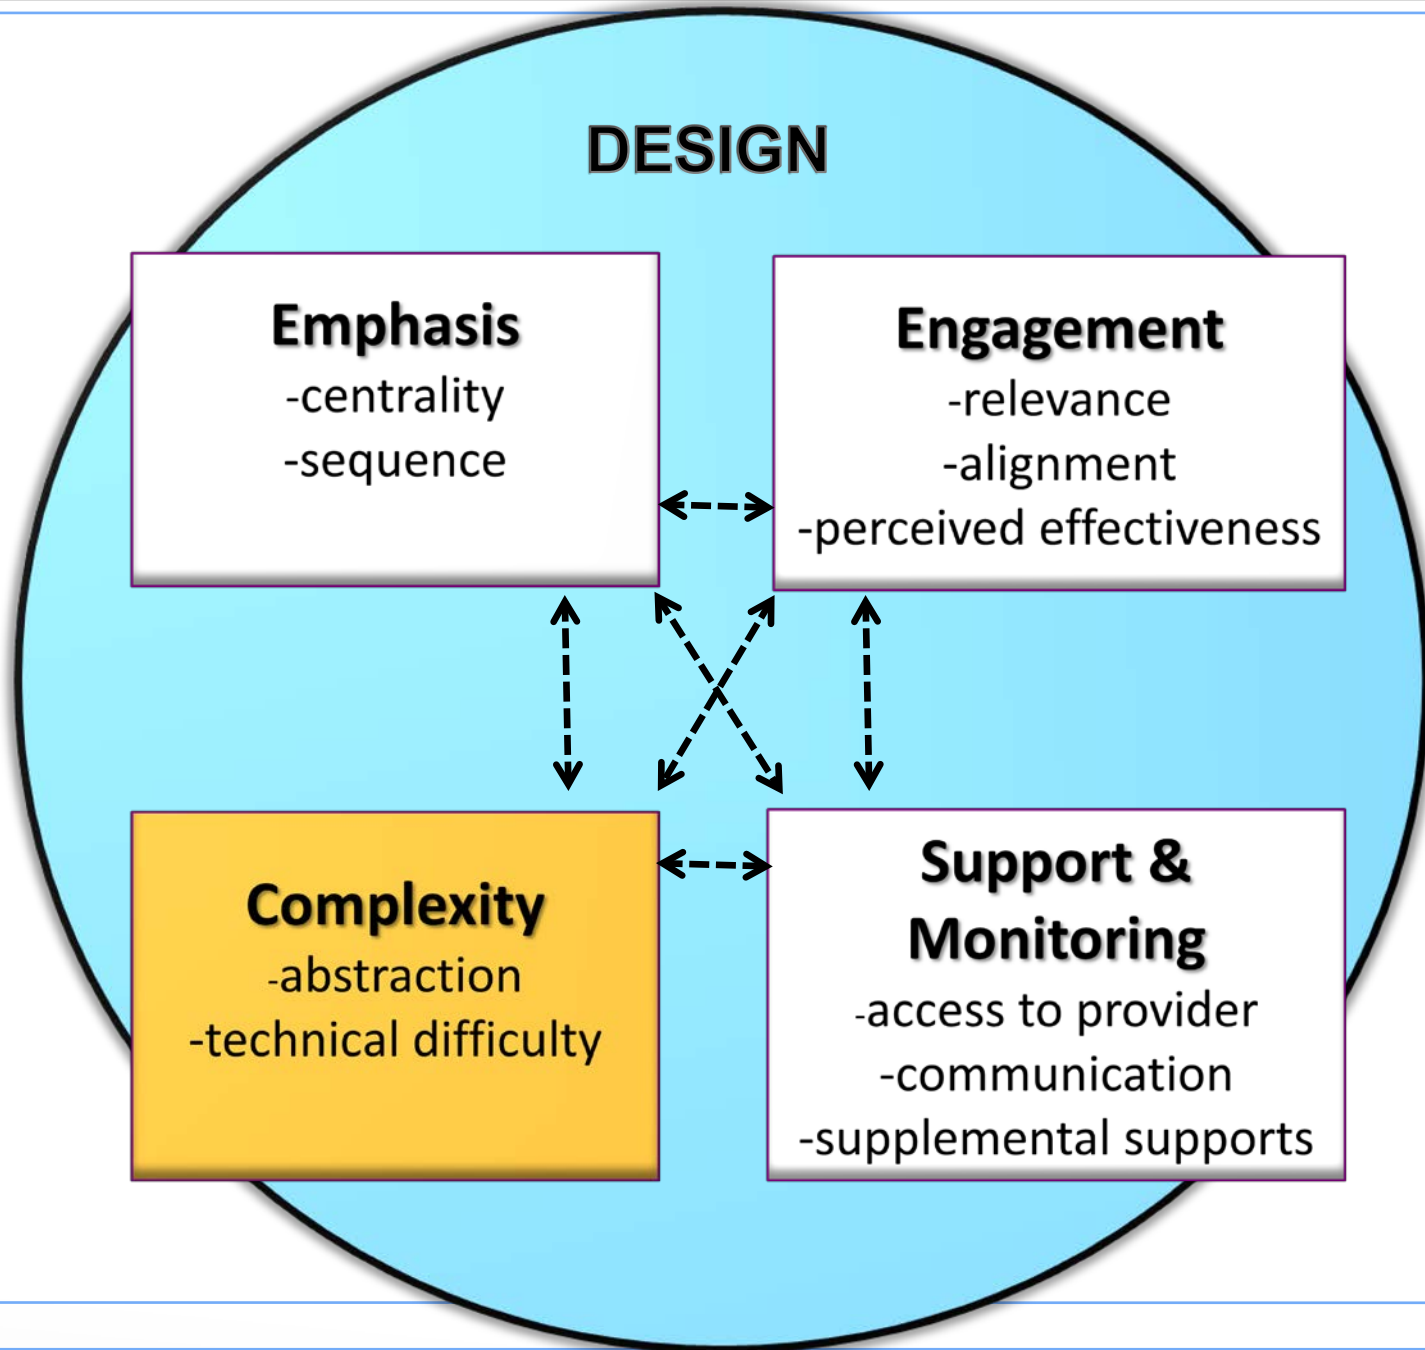 DESIGN
Emphasis
-centrality
-sequence
Engagement
-relevance
-alignment
-perceived effectiveness
Complexity
-abstraction
-technical difficulty
Support &
Monitoring
-access to provider
-communication
-supplemental supports